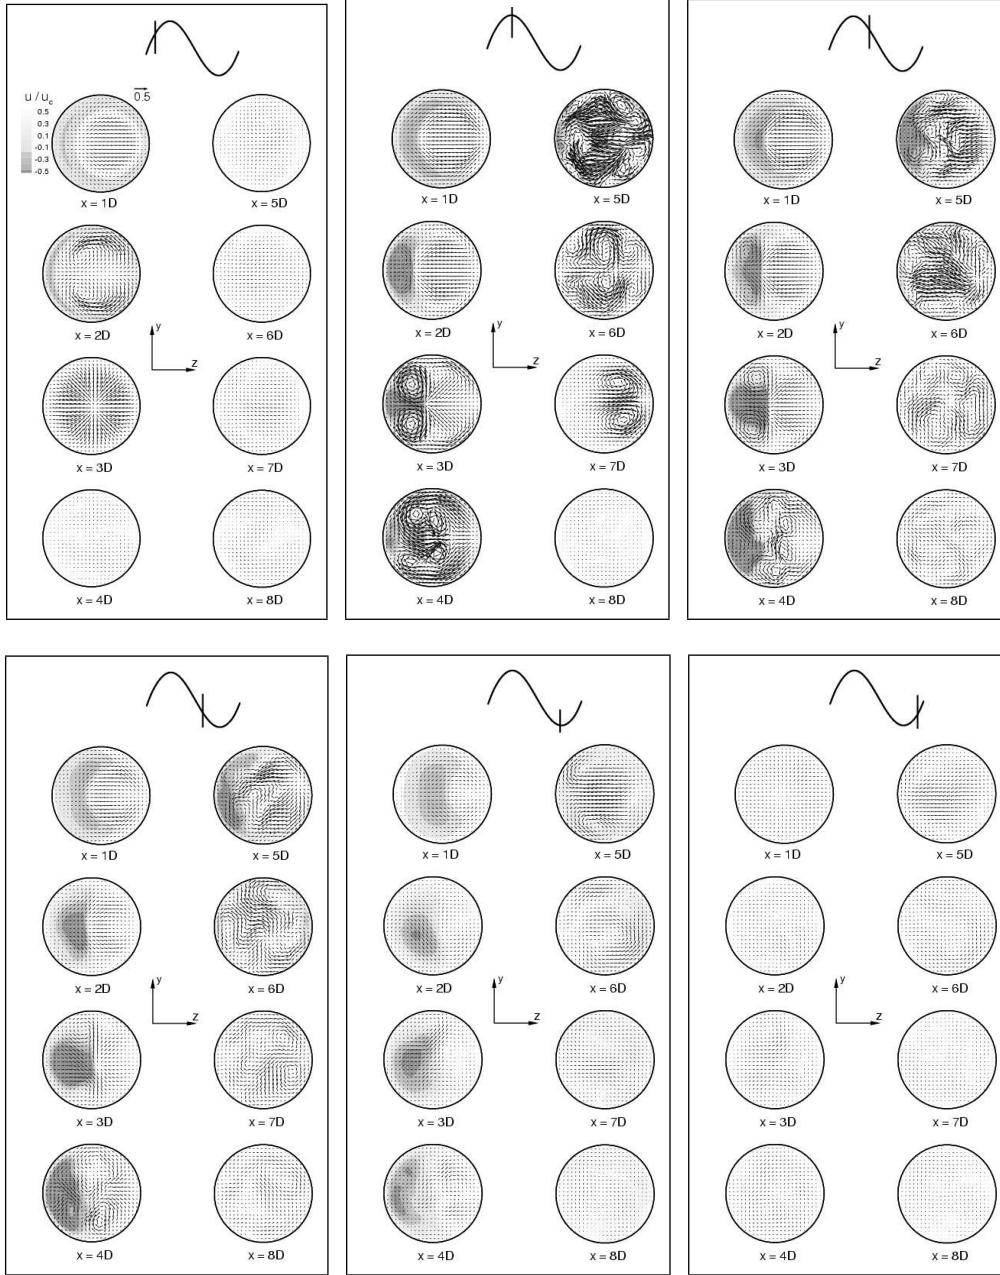 u / u_c
0.5
0.3
0.1
-0.1
-0.3
-0.5
0.5
x = 1D
x = 5D
x = 2D
x = 6D
y
z
x = 3D
x = 7D
x = 4D
x = 8D
x = 1D
x = 5D
x = 2D
x = 6D
y
z
x = 3D
x = 7D
x = 4D
x = 8D
x = 1D
x = 5D
x = 2D
x = 6D
y
z
x = 3D
x = 7D
x = 4D
x = 8D
x = 1D
x = 5D
x = 2D
x = 6D
y
z
x = 3D
x = 7D
x = 4D
x = 8D
x = 1D
x = 5D
x = 2D
x = 6D
y
z
x = 3D
x = 7D
x = 4D
x = 8D
x = 1D
x = 5D
x = 2D
x = 6D
y
z
x = 3D
x = 7D
x = 4D
x = 8D